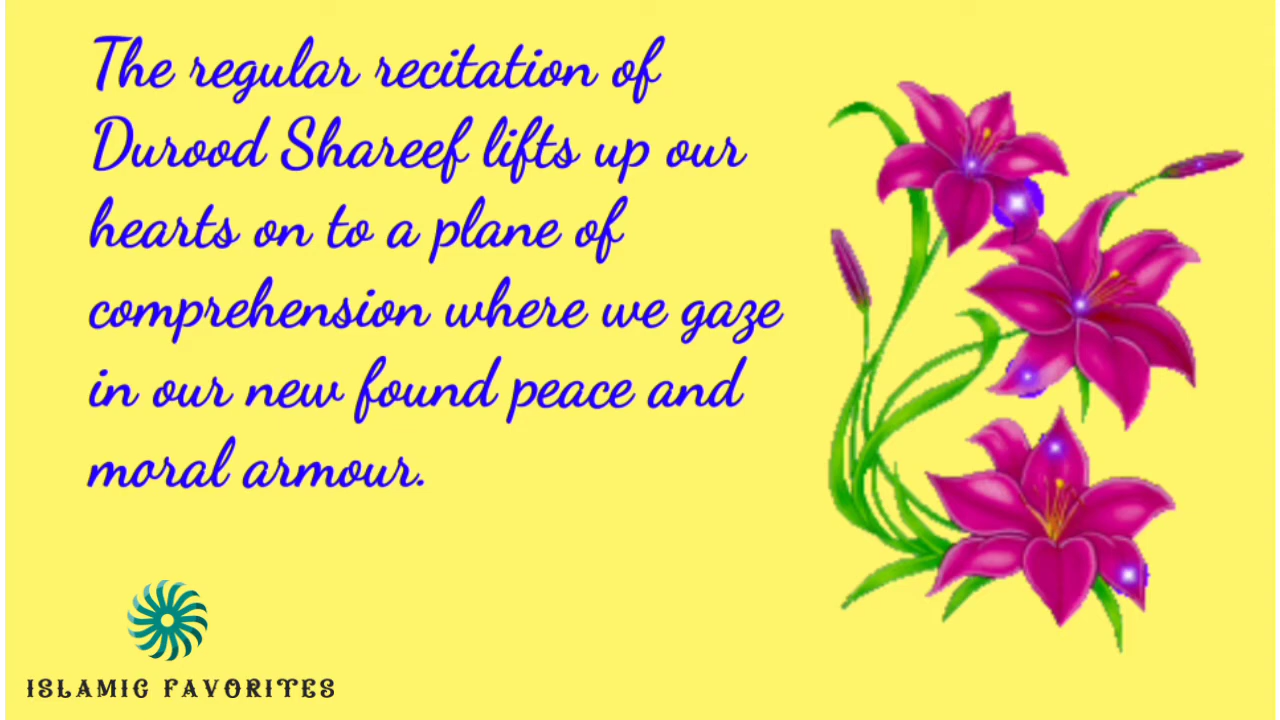 The regular recitation of
Durood Shareef lifts up our
hearts on to a plane of
comprehension where we gaze
in our new found peace and
moral armour.
ISLAMIC FAVORITES